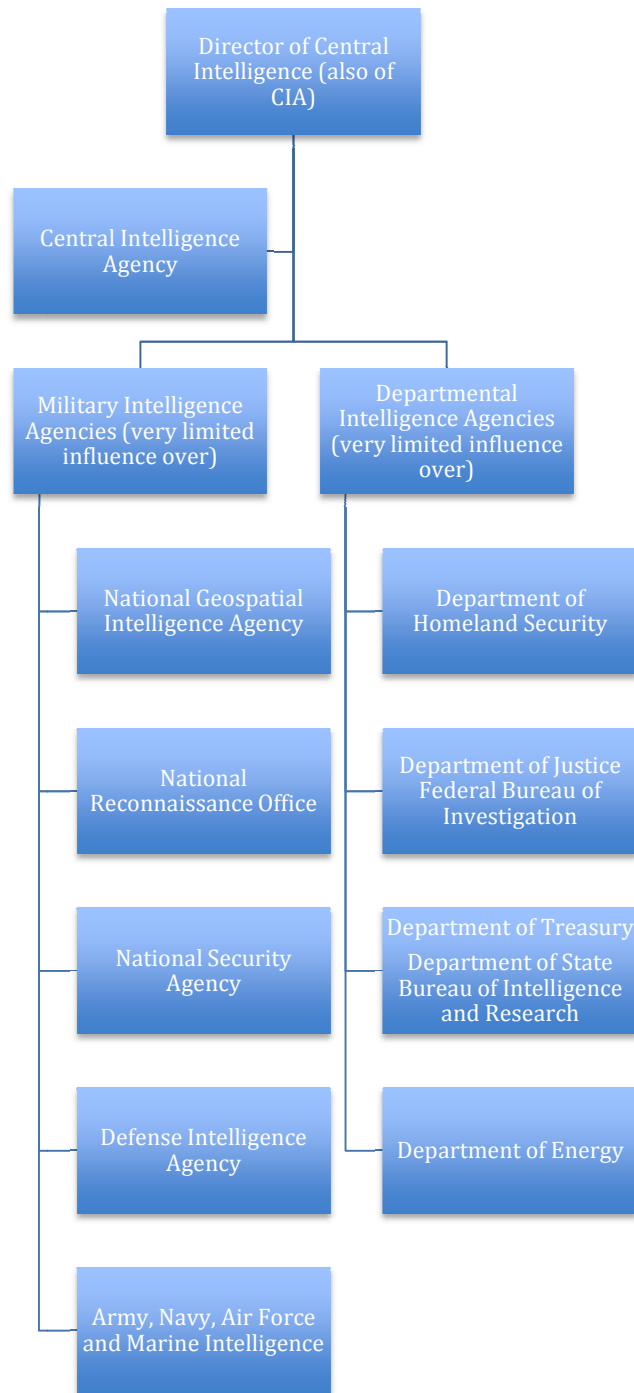 Director of Central
Intelligence (also of
CIA)
Central Intelligence
Agency
Military Intelligence
Agencies (very limited
influence over)
Departmental
Intelligence Agencies
(very limited influence
over)
National Geospatial
Intelligence Agency
Department of
Homeland Security
National
Reconnaissance Office
Department of Justice
Federal Bureau of
Investigation
National Security
Agency
Department of Treasury
Department of State
Bureau of Intelligence
and Research
Defense Intelligence
Agency
Department of Energy
Army, Navy, Air Force
and Marine Intelligence